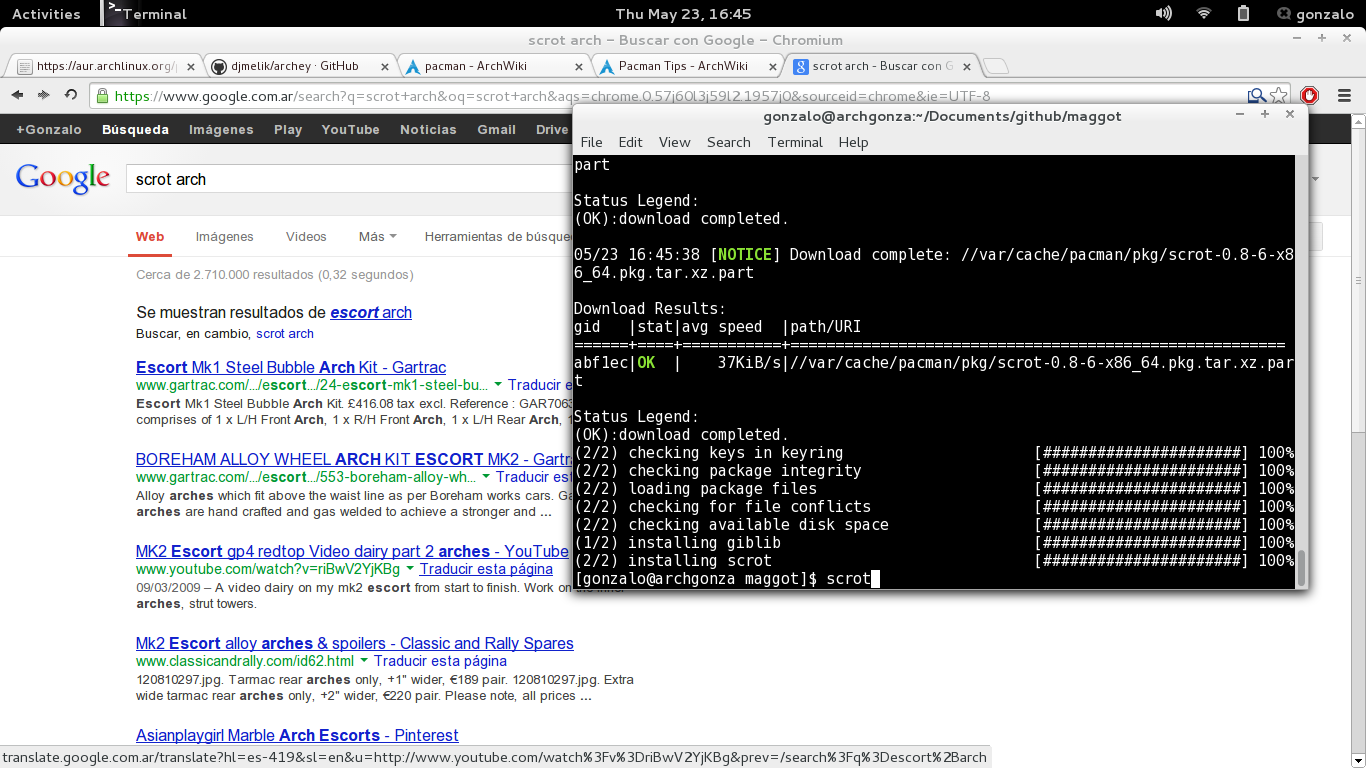 Activities Terminal Thu May 23, 16:45 gonzalo
scrot arch - Buscar con Google - Chromium
https://aur.archlinux.org/ djmelik/archey · GitHub pacman - ArchWiki Pacman Tips - ArchWiki scrot arch - Buscar con G
https://www.google.com.ar/search?q=scrot+arch&oq=scrot+arch&aqs=chrome.0.57j60l3j59l2.1957j0&sourceid=chrome&ie=UTF-8
+Gonzalo Búsqueda Imágenes Play YouTube Noticias Gmail Drive
Google scrot arch
Web Imágenes Videos Más Herramientas de búsque
Cerca de 2.710.000 resultados (0,32 segundos)
Se muestran resultados de escort arch
Buscar, en cambio, scrot arch
Escort Mk1 Steel Bubble Arch Kit - Gartrac
www.gartrac.com/.../escort.../24-escort-mk1-steel-bu... Traducir e
Escort Mk1 Steel Bubble Arch Kit. £416.08 tax excl. Reference : GAR7063
comprises of 1 x L/H Front Arch, 1 x R/H Front Arch, 1 x L/H Rear Arch,
BOREHAM ALLOY WHEEL ARCH KIT ESCORT MK2 - Gartr
www.gartrac.com/.../escort.../553-boreham-alloy-wh... Traducir est
Alloy arches which fit above the waist line as per Boreham works cars. Ga
arches are hand crafted and gas welded to achieve a stronger and ...
MK2 Escort gp4 redtop Video dairy part 2 arches - YouTube
www.youtube.com/watch?v=riBwV2YjKBg Traducir esta página
09/03/2009 – A video dairy on my mk2 escort from start to finish. Work on the inner
arches, strut towers.
Mk2 Escort alloy arches & spoilers - Classic and Rally Spares
www.classicandrally.com/id62.html Traducir esta página
120810297.jpg. Tarmac rear arches only, +1" wider, €189 pair. 120810297.jpg. Extra
wide tarmac rear arches only, +2" wider, €220 pair. Please note, all prices ...
Asianplaygirl Marble Arch Escorts - Pinterest
translate.google.com.ar/translate?hl=es-419&sl=en&u=http://www.youtube.com/watch%3Fv%3DriBwV2YjKBg&prev=/search%3Fq%3Descort%2Barch
gonzalo@archgonza:~/Documents/github/maggot
File Edit View Search Terminal Help
part
Status Legend:
(OK):download completed.
05/23 16:45:38 [NOTICE] Download complete: //var/cache/pacman/pkg/scrot-0.8-6-x8
6_64.pkg.tar.xz.part
Download Results:
gid   |stat|avg speed  |path/URI
======+====+===========+=======================================================
abf1ec|OK  |    37KiB/s|//var/cache/pacman/pkg/scrot-0.8-6-x86_64.pkg.tar.xz.par
t
Status Legend:
(OK):download completed.
(2/2) checking keys in keyring [######################] 100%
(2/2) checking package integrity [######################] 100%
(2/2) loading package files [######################] 100%
(2/2) checking for file conflicts [######################] 100%
(2/2) checking available disk space [######################] 100%
(1/2) installing giblib [######################] 100%
(2/2) installing scrot [######################] 100%
[gonzalo@archgonza maggot]$ scrot